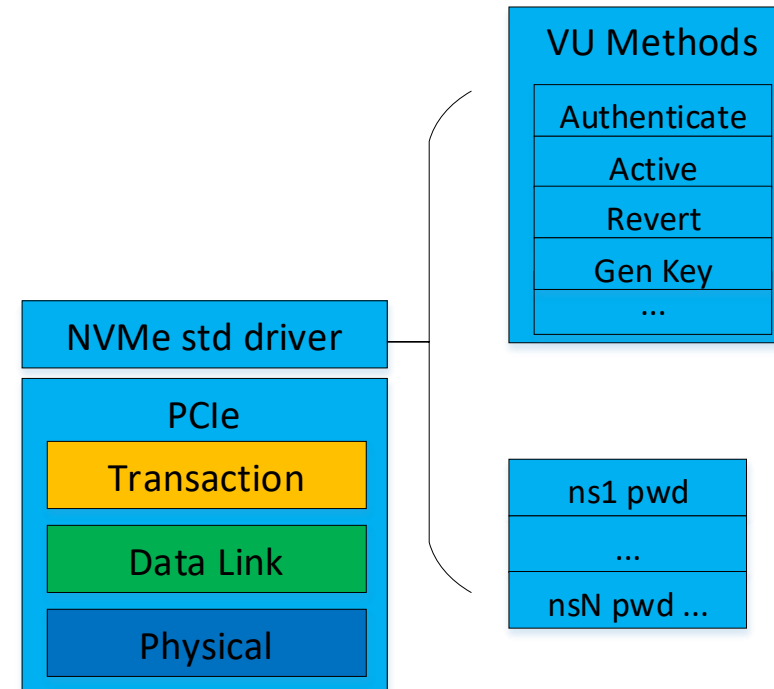 VU Methods
Authenticate
Active
Revert
Gen Key
...
NVMe std driver
PCIe
Transaction
Data Link
Physical
ns1 pwd
...
nsN pwd ...